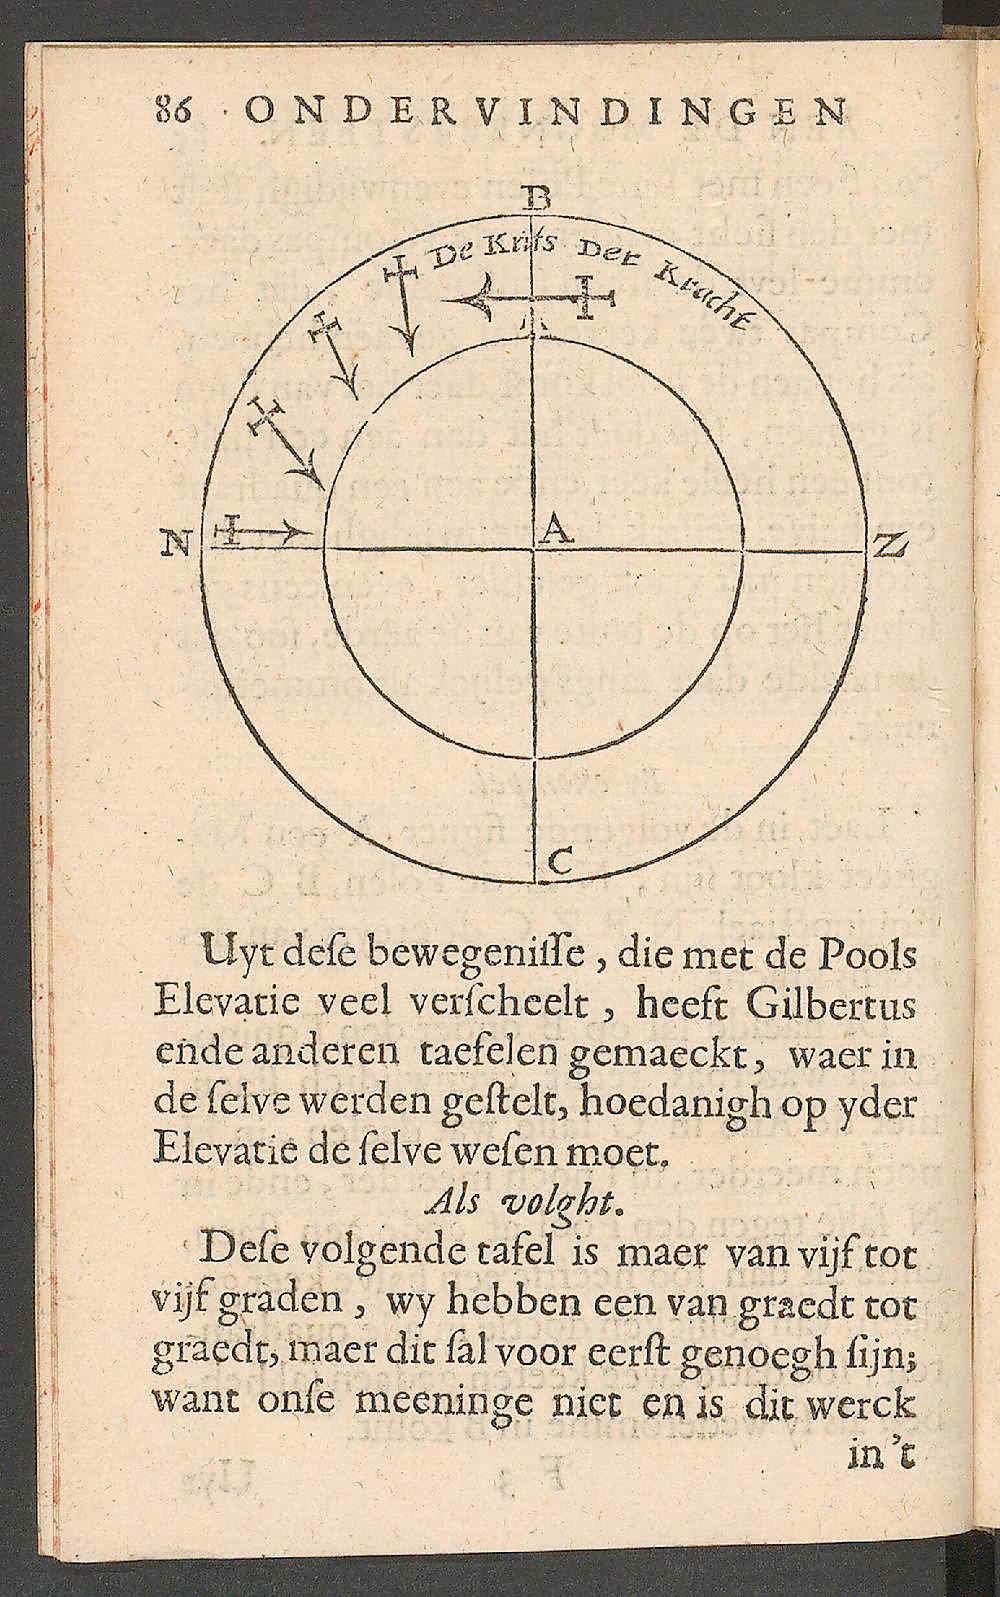 86 ONDERVINDINGEN
B
De Krits Der Kracht
N
A
Z
C
Uyt deſe bewegeniſſe, die met de Pools
Elevatie veel verſcheelt, heeft Gilbertus
ende anderen taefelen gemaeckt, waer in
de ſelve werden geſtelt, hoedanigh op yder
Elevatie de ſelve weſen moet.
Als volght.
Deſe volgende tafel is maer van vijf tot
vijf graden, wy hebben een van graedt tot
graedt, maer dit ſal voor eerſt genoegh ſijn;
want onſe meeninge niet en is dit werck
in't